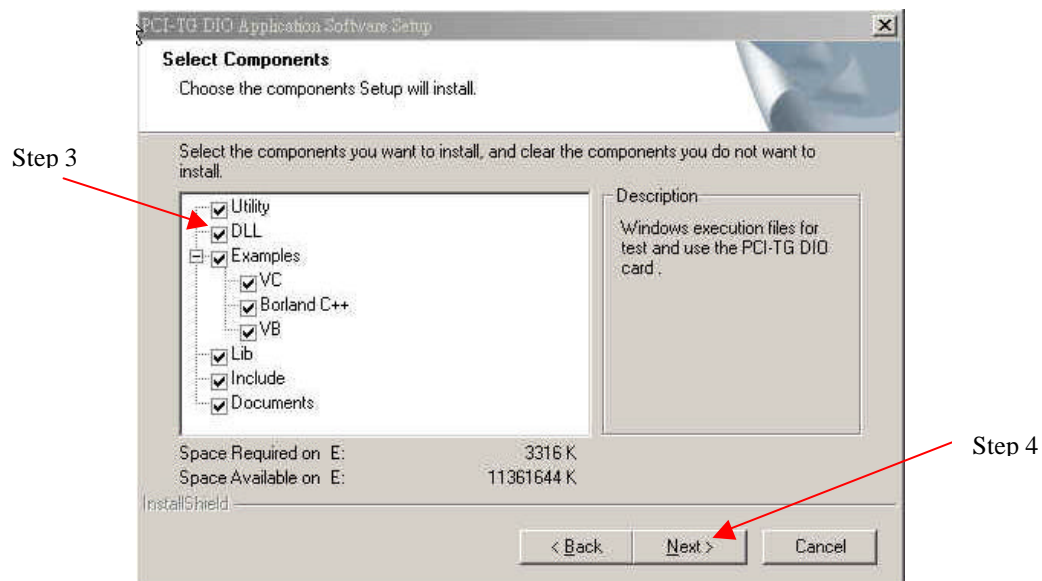 PCI-TG DIO Application Software Setup
Select Components
Choose the components Setup will install.
Step 3
Select the components you want to install, and clear the components you do not want to
install.
Utility
DLL
Examples
VC
Borland C++
VB
Lib
Include
Documents
Description
Windows execution files for
test and use the PCI-TG DIO
card .
Space Required on E: 3316 K
Space Available on E: 11361644 K
Step 4
InstallShield
< Back
Next >
Cancel